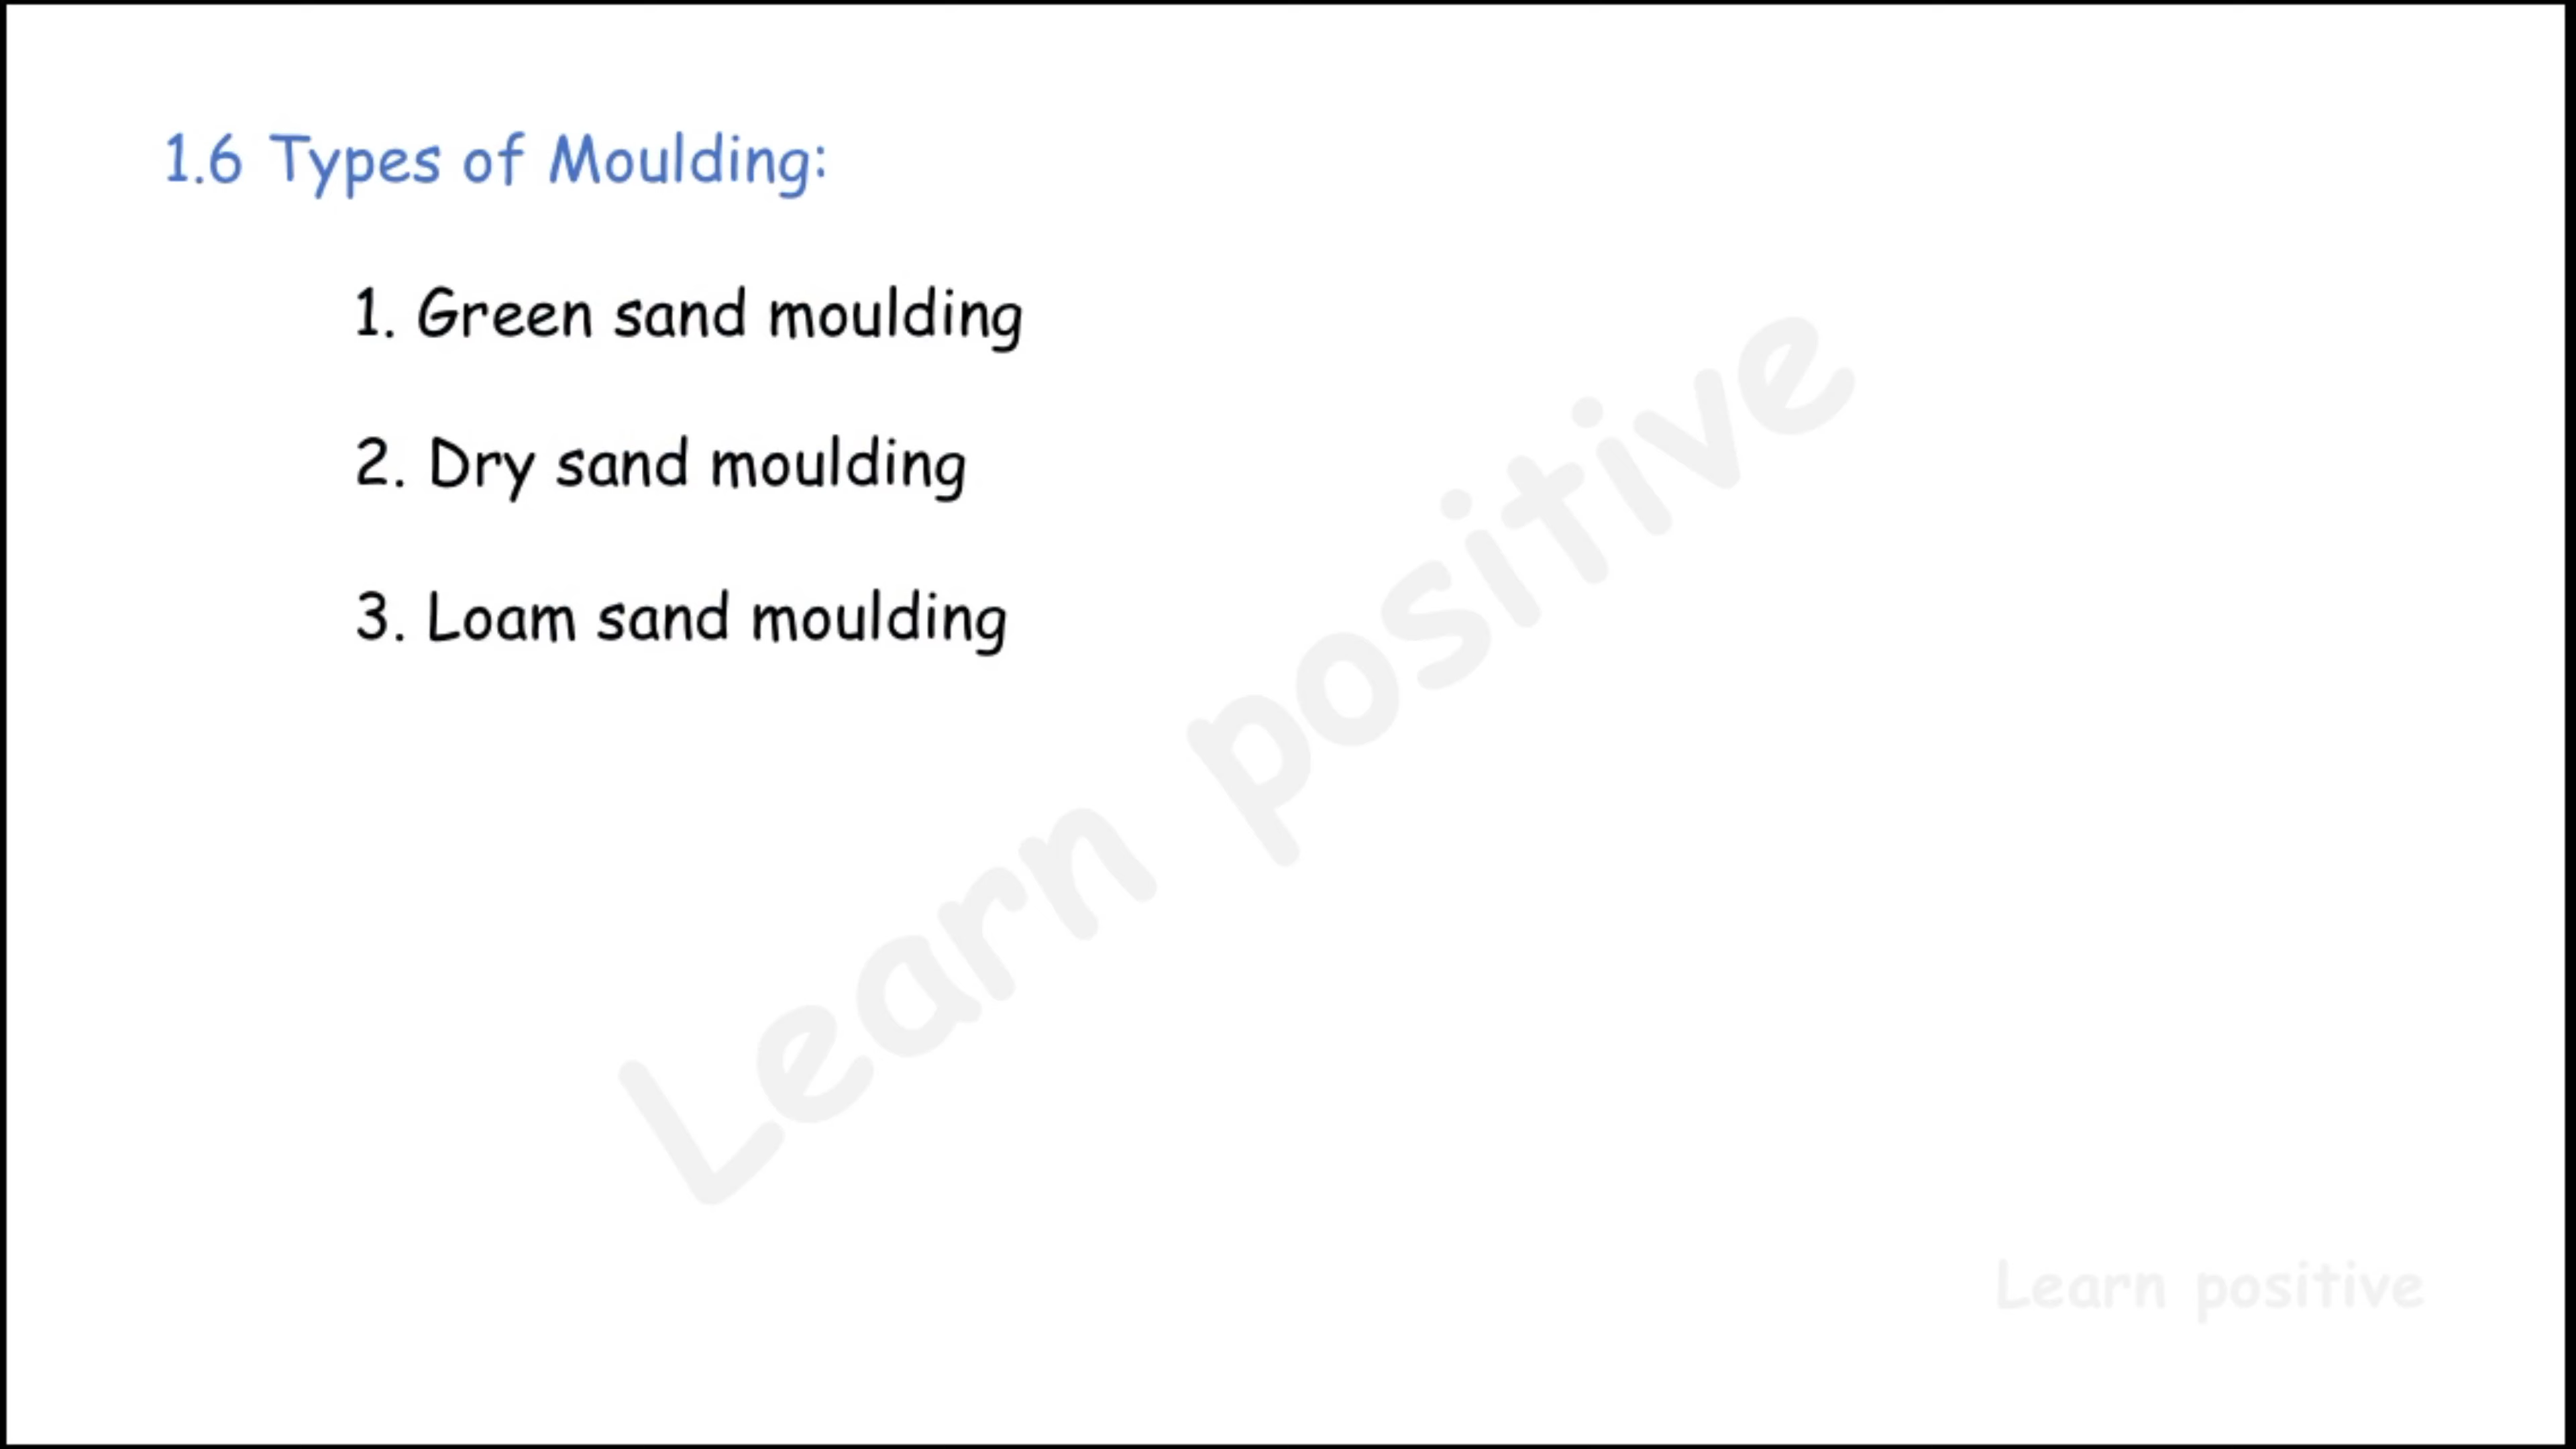 1.6 Types of Moulding:
1. Green sand moulding
2. Dry sand moulding
3. Loam sand moulding
Learn positive
Learn positive